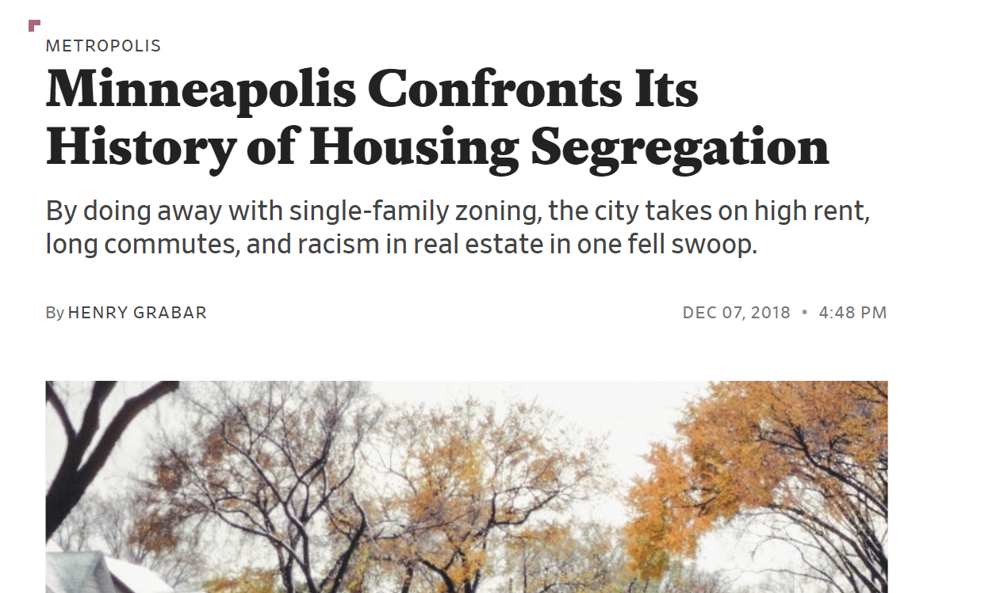 METROPOLIS
Minneapolis Confronts Its
History of Housing Segregation
By doing away with single-family zoning, the city takes on high rent,
long commutes, and racism in real estate in one fell swoop.
By HENRY GRABAR
DEC 07, 2018 • 4:48 PM